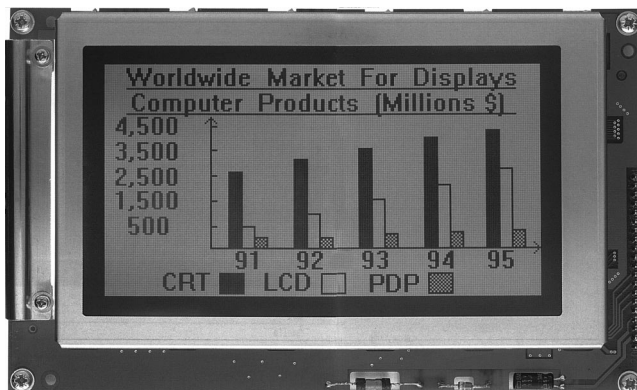 Worldwide Market For Displays
Computer Products (Millions $)
4,500
3,500
2,500
1,500
500
91 92 93 94 95
CRT LCD PDP